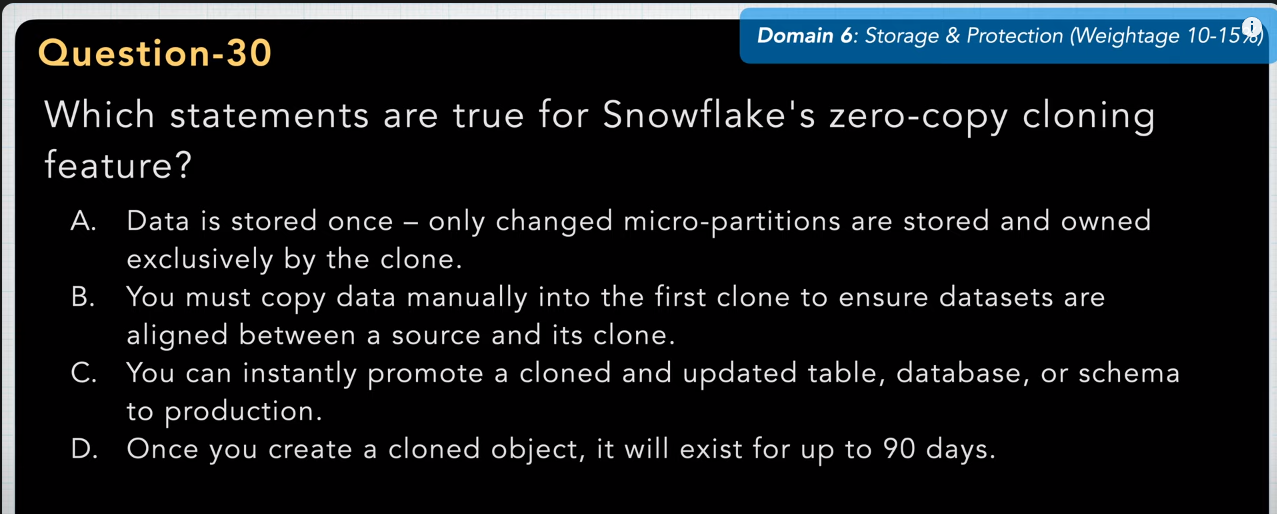 Domain 6: Storage & Protection (Weightage 10-15%)
Question-30
Which statements are true for Snowflake's zero-copy cloning
feature?
A. Data is stored once – only changed micro-partitions are stored and owned
exclusively by the clone.
B. You must copy data manually into the first clone to ensure datasets are
aligned between a source and its clone.
C. You can instantly promote a cloned and updated table, database, or schema
to production.
D. Once you create a cloned object, it will exist for up to 90 days.